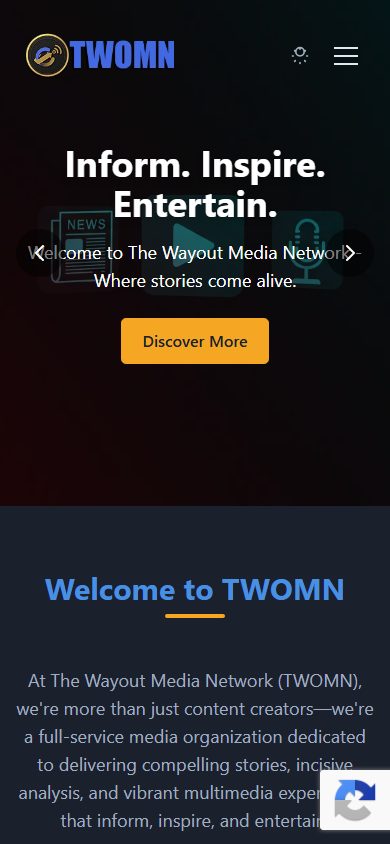 TWOMN
Inform. Inspire.
Entertain.
NEWS
Welcome to The Wayout Media Network -
Where stories come alive.
Discover More
Welcome to TWOMN
At The Wayout Media Network (TWOMN),
we're more than just content creators—we're
a full-service media organization dedicated
to delivering compelling stories, incisive
analysis, and vibrant multimedia
that inform, inspire, and